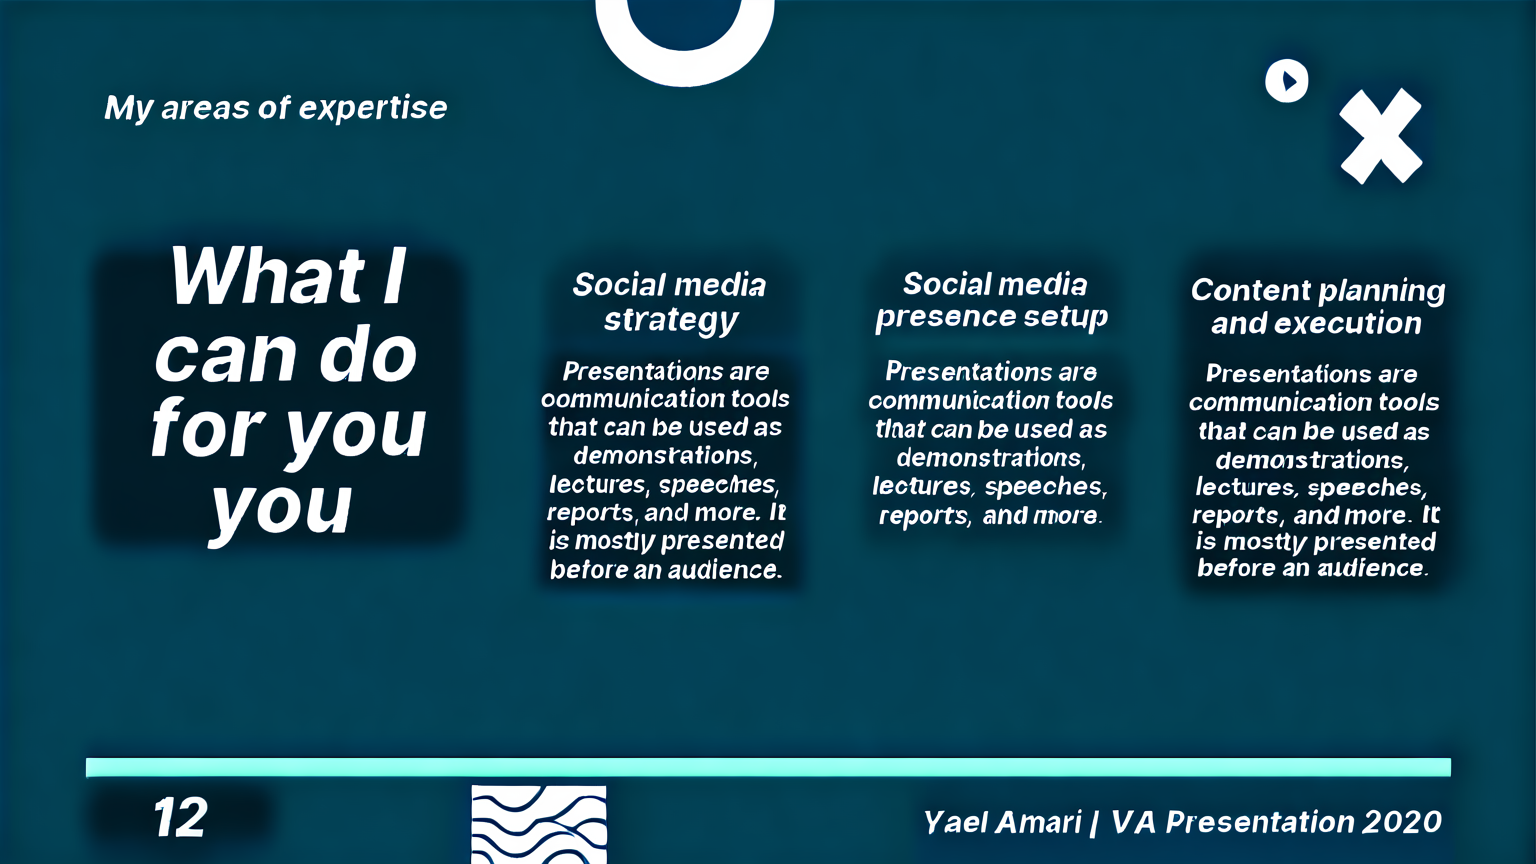 My areas of expertise
What I
can do
for you
you
Social media
strategy
Presentations are
communication tools
that can be used as
demonstrations,
lectures, speeches,
reports, and more. It
is mostly presented
before an audience.
Social media
presence setup
Presentations are
communication tools
that can be used as
demonstrations,
lectures, speeches,
reports, and more.
Content planning
and execution
Presentations are
communication tools
that can be used as
demonstrations,
lectures, speeches,
reports, and more. It
is mostly presented
before an audience.
12
Yael Amari | VA Presentation 2020